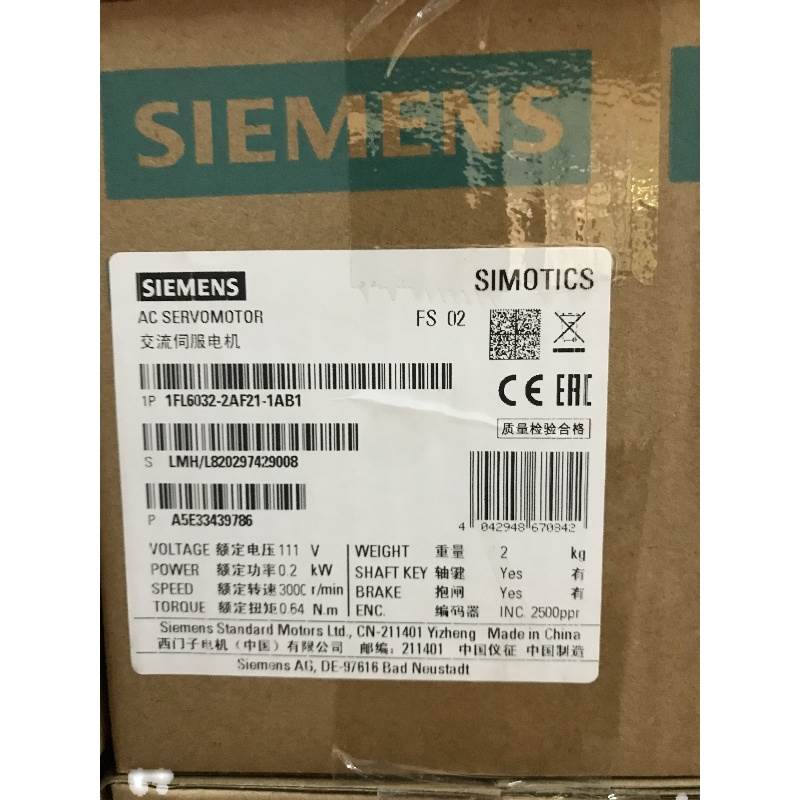 SIEMENS
SIEMENS
SIMOTICS
AC SERVOMOTOR
FS 02
交流伺服电机
1P 1FL6032-2AF21-1AB1
CE EAC
质量检验合格
S LMH/L820297429008
P A5E33439786
4 042948 670842
VOLTAGE 额定电压 111 V WEIGHT 重量 2 kg
POWER 额定功率 0.2 kW SHAFT KEY 轴键 Yes 有
SPEED 额定转速 3000 r/min BRAKE 抱闸 Yes 有
TORQUE 额定扭矩 0.64 N.m ENC. 编码器 INC 2500ppr
Siemens Standard Motors Ltd., CN-211401 Yizheng Made in China
西门子电机（中国）有限公司 邮编：211401 中国仪征 中国制造
Siemens AG, DE-97616 Bad Neustadt